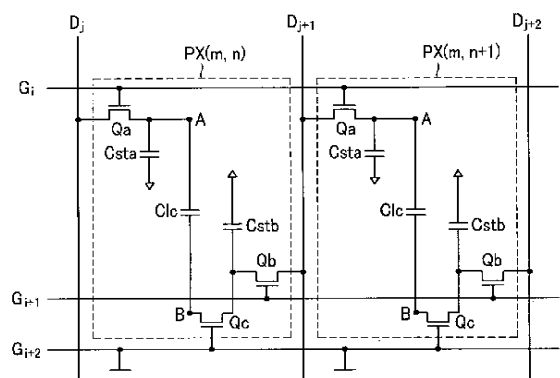 Dj Dj+1 Dj+2
PX(m, n) PX(m, n+1)
Gi
Qa A Qa A
Csta Csta
Clc Cstb Clc Cstb
Qb Qb
Gi+1
B Qc B Qc
Gi+2